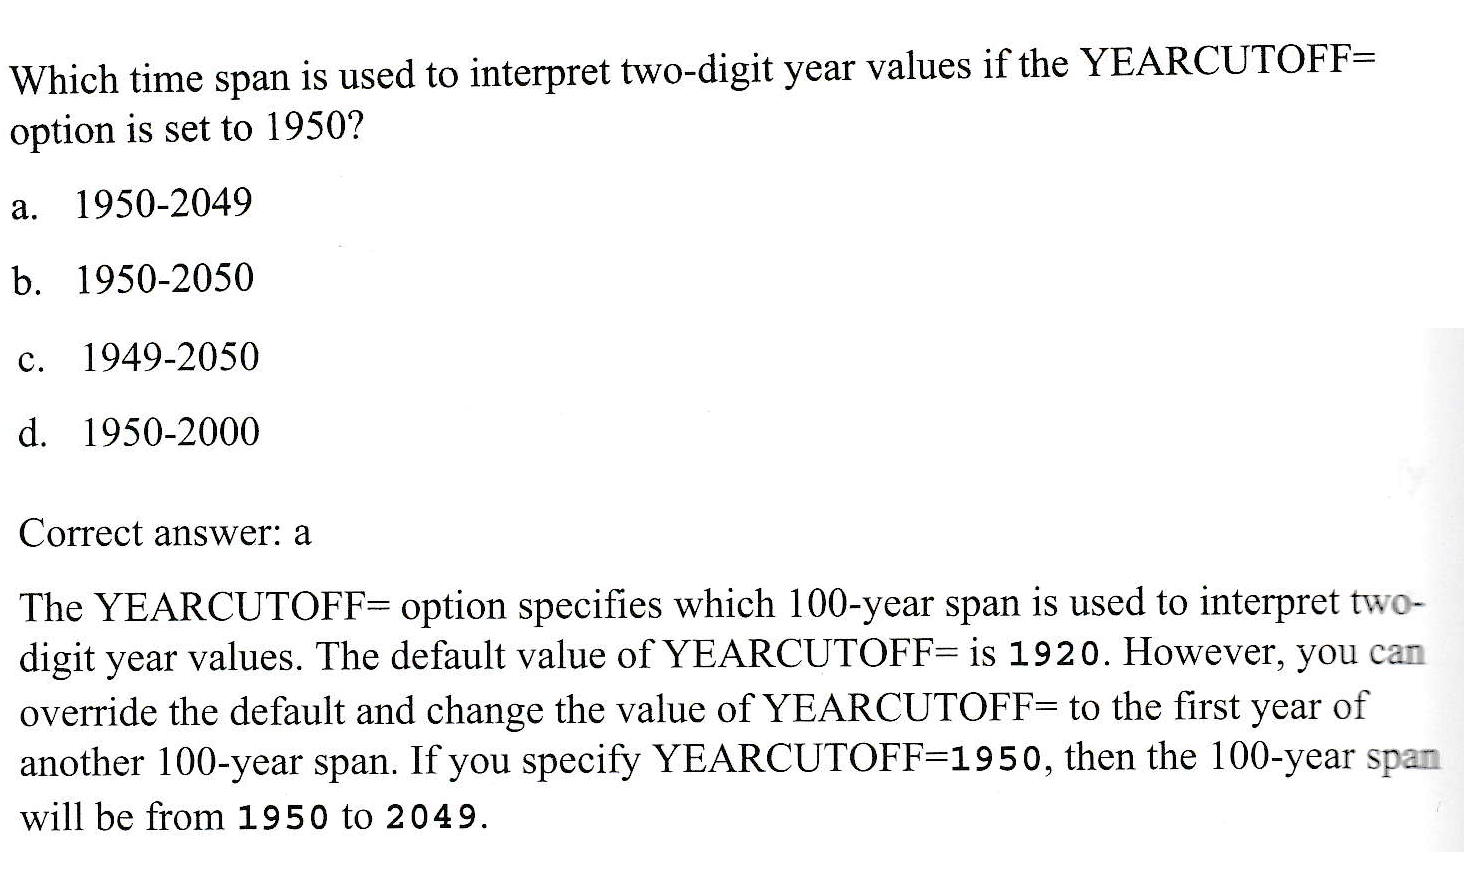 Which time span is used to interpret two-digit year values if the YEARCUTOFF=
option is set to 1950?
a. 1950-2049
b. 1950-2050
c. 1949-2050
d. 1950-2000
Correct answer: a
The YEARCUTOFF= option specifies which 100-year span is used to interpret two-
digit year values. The default value of YEARCUTOFF= is 1920. However, you can
override the default and change the value of YEARCUTOFF= to the first year of
another 100-year span. If you specify YEARCUTOFF=1950, then the 100-year span
will be from 1950 to 2049.